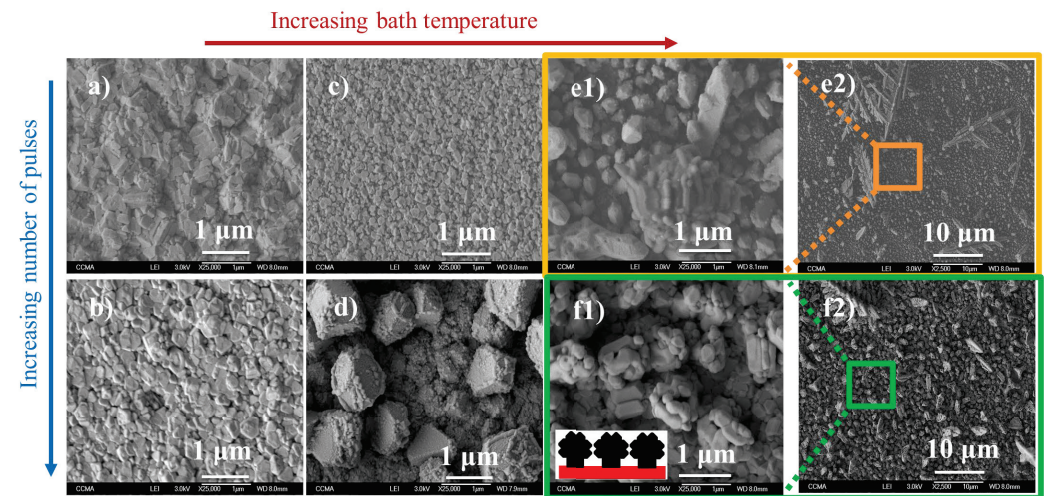 Increasing bath temperature
Increasing number of pulses
a)
1 µm
CCMA LEI 3.0kV X25,000 1µm WD 8.0mm
c)
1 µm
CCMA LEI 3.0kV X25,000 1µm WD 8.0mm
e1)
1 µm
CCMA LEI 3.0kV X25,000 1µm WD 8.1mm
e2)
10 µm
CCMA LEI 3.0kV X2,500 10µm WD 8.0mm
b)
1 µm
CCMA LEI 3.0kV X25,000 1µm WD 8.0mm
d)
1 µm
CCMA LEI 3.0kV X25,000 1µm WD 7.9mm
f1)
1 µm
CCMA LEI 3.0kV X25,000 1µm WD 8.0mm
f2)
10 µm
CCMA LEI 3.0kV X2,500 10µm WD 8.0mm